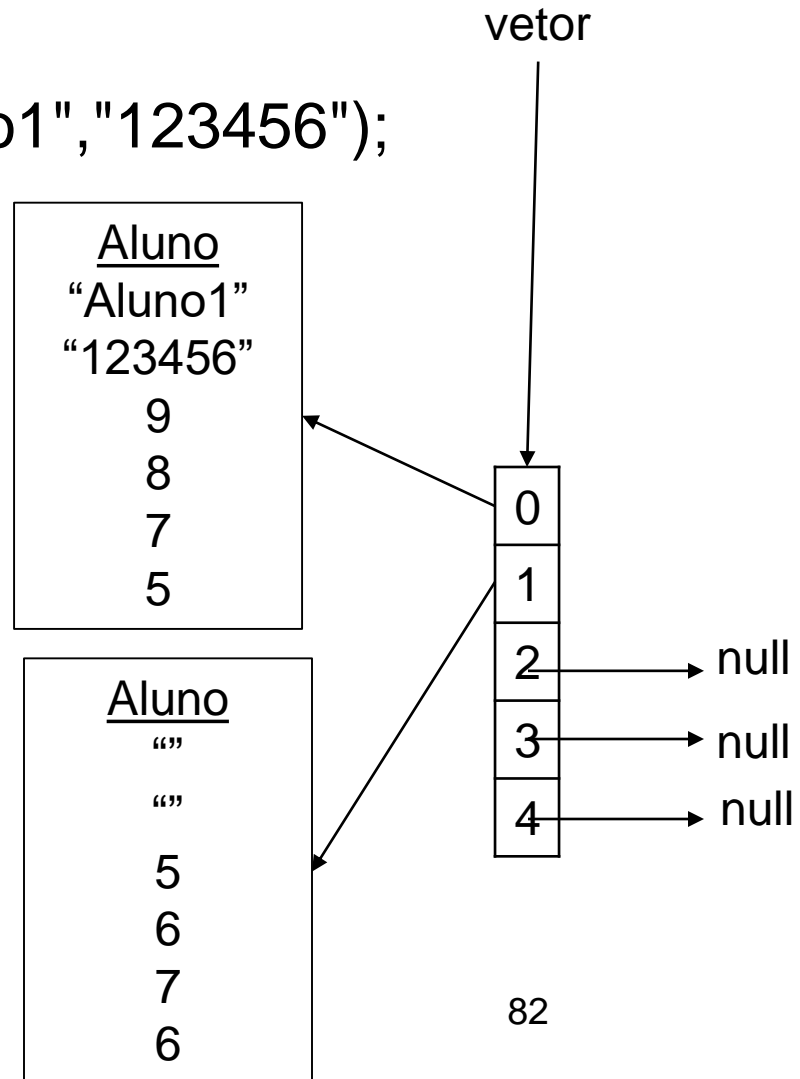 vetor
o1","123456");
Aluno
“Aluno1”
“123456”
9
8
7
5
0
1
2
3
4
null
null
null
Aluno
“”
“”
5
6
7
6
82